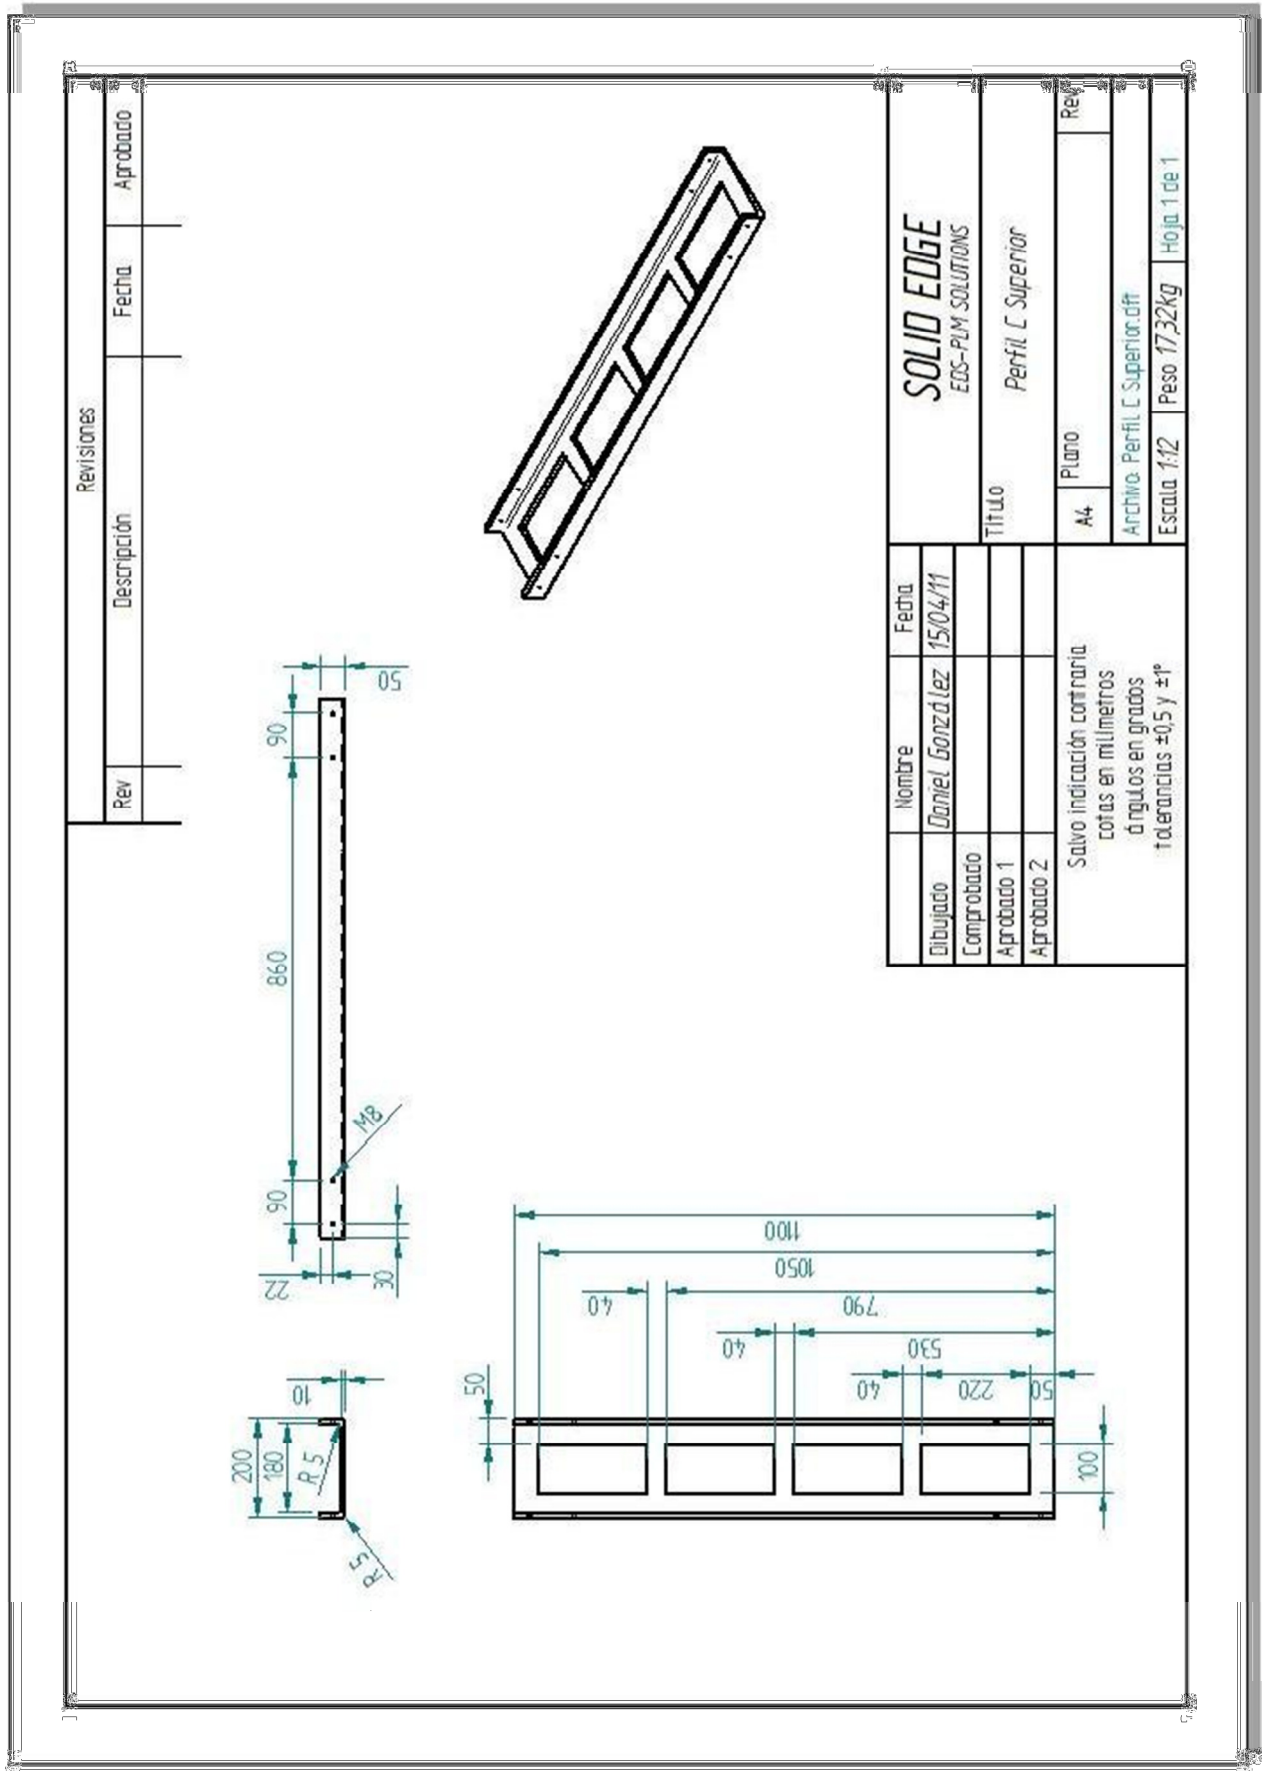 Revisiones
Rev Descripción Fecha Aprobado
200
180
R 5
R 5
10
90
860
90
50
22
30
M8
50
1100
1050
40
790
40
530
40
220
50
100
Nombre Fecha
Dibujado Daniel González 15/04/11
Comprobado
Aprobado 1
Aprobado 2
Salvo indicación contraria
cotas en milímetros
ángulos en grados
tolerancias ±0,5 y ±1º
SOLID EDGE
EDS-PLM SOLUTIONS
Título
Perfil C Superior
A4 Plano Rev
Archivo: Perfil C Superior.dft
Escala 1:12 Peso 17,32kg Hoja 1 de 1